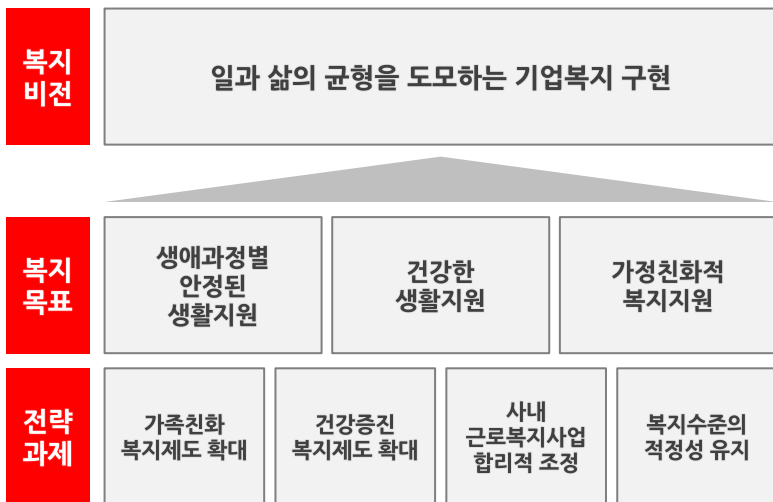 복지
비전
일과 삶의 균형을 도모하는 기업복지 구현
복지
목표
생애과정별
안정된
생활지원
건강한
생활지원
가정친화적
복지지원
전략
과제
가족친화
복지제도 확대
건강증진
복지제도 확대
사내
근로복지사업
합리적 조정
복지수준의
적정성 유지